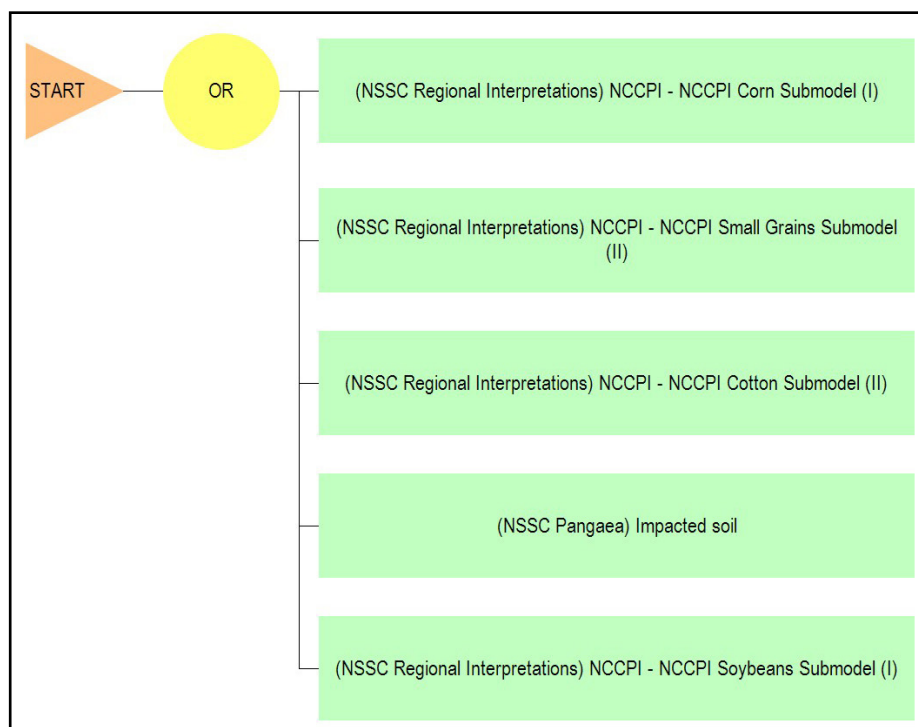 START
OR
(NSSC Regional Interpretations) NCCPI - NCCPI Corn Submodel (I)
(NSSC Regional Interpretations) NCCPI - NCCPI Small Grains Submodel
(II)
(NSSC Regional Interpretations) NCCPI - NCCPI Cotton Submodel (II)
(NSSC Pangaea) Impacted soil
(NSSC Regional Interpretations) NCCPI - NCCPI Soybeans Submodel (I)